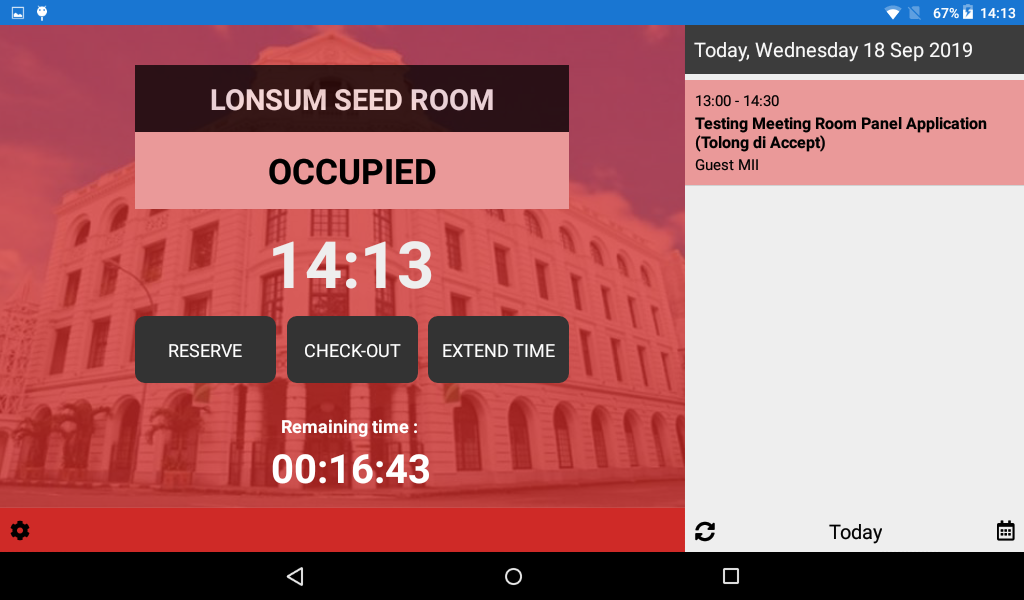 67% 14:13
LONSUM SEED ROOM
OCCUPIED
14:13
RESERVE CHECK-OUT EXTEND TIME
Remaining time :
00:16:43
Today, Wednesday 18 Sep 2019
13:00 - 14:30
Testing Meeting Room Panel Application
(Tolong di Accept)
Guest MII
Today